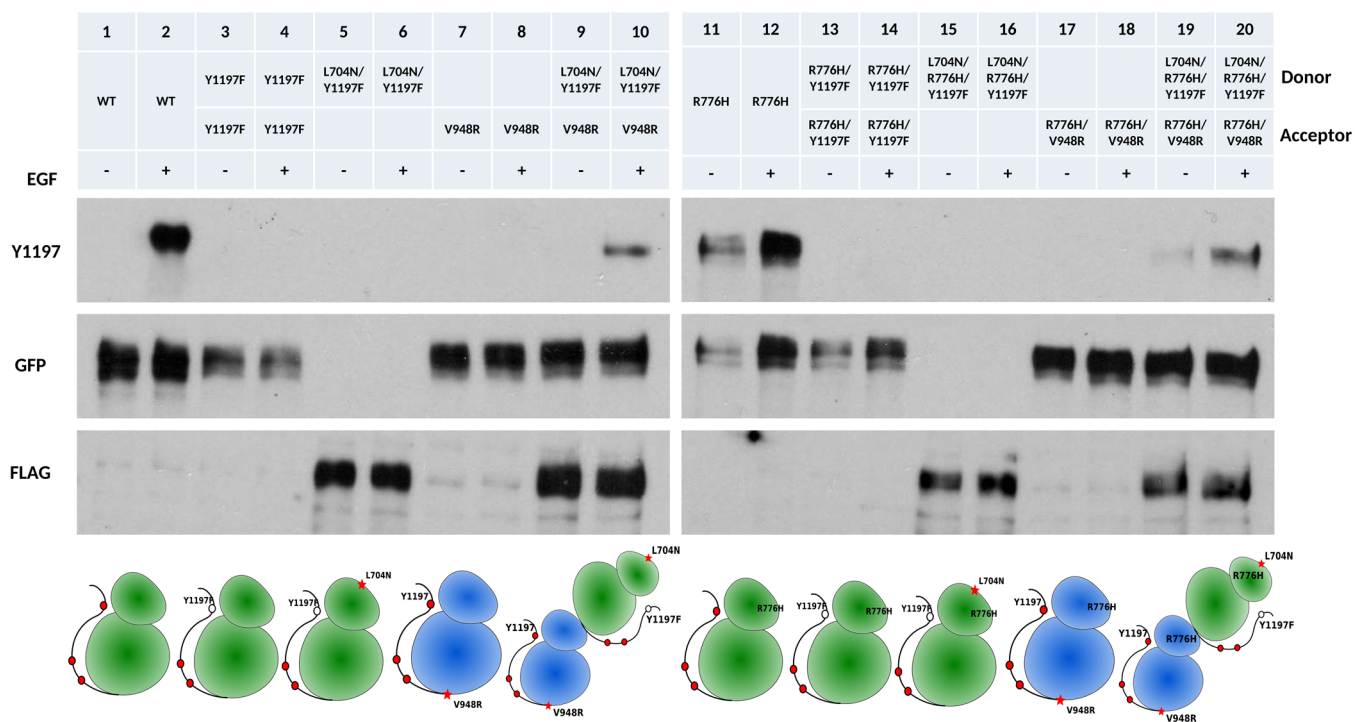 1 2 3 4 5 6 7 8 9 10 11 12 13 14 15 16 17 18 19 20
WT WT Y1197F Y1197F L704N/ Y1197F L704N/ Y1197F L704N/ Y1197F L704N/ Y1197F R776H R776H R776H/ Y1197F R776H/ Y1197F L704N/ R776H/ Y1197F L704N/ R776H/ Y1197F L704N/ R776H/ Y1197F L704N/ R776H/ Y1197F Donor
Y1197F Y1197F V948R V948R V948R V948R R776H/ Y1197F R776H/ Y1197F R776H/ V948R R776H/ V948R R776H/ V948R R776H/ V948R Acceptor
EGF - + - + - + - + - + - + - + - + - + - +
Y1197
GFP
FLAG
L704N L704N
L704N R776H L704N
Y1197F Y1197F Y1197 Y1197F R776H Y1197F R776H Y1197F R776H Y1197 R776H Y1197F
Y1197 Y1197 R776H
V948R V948R V948R V948R